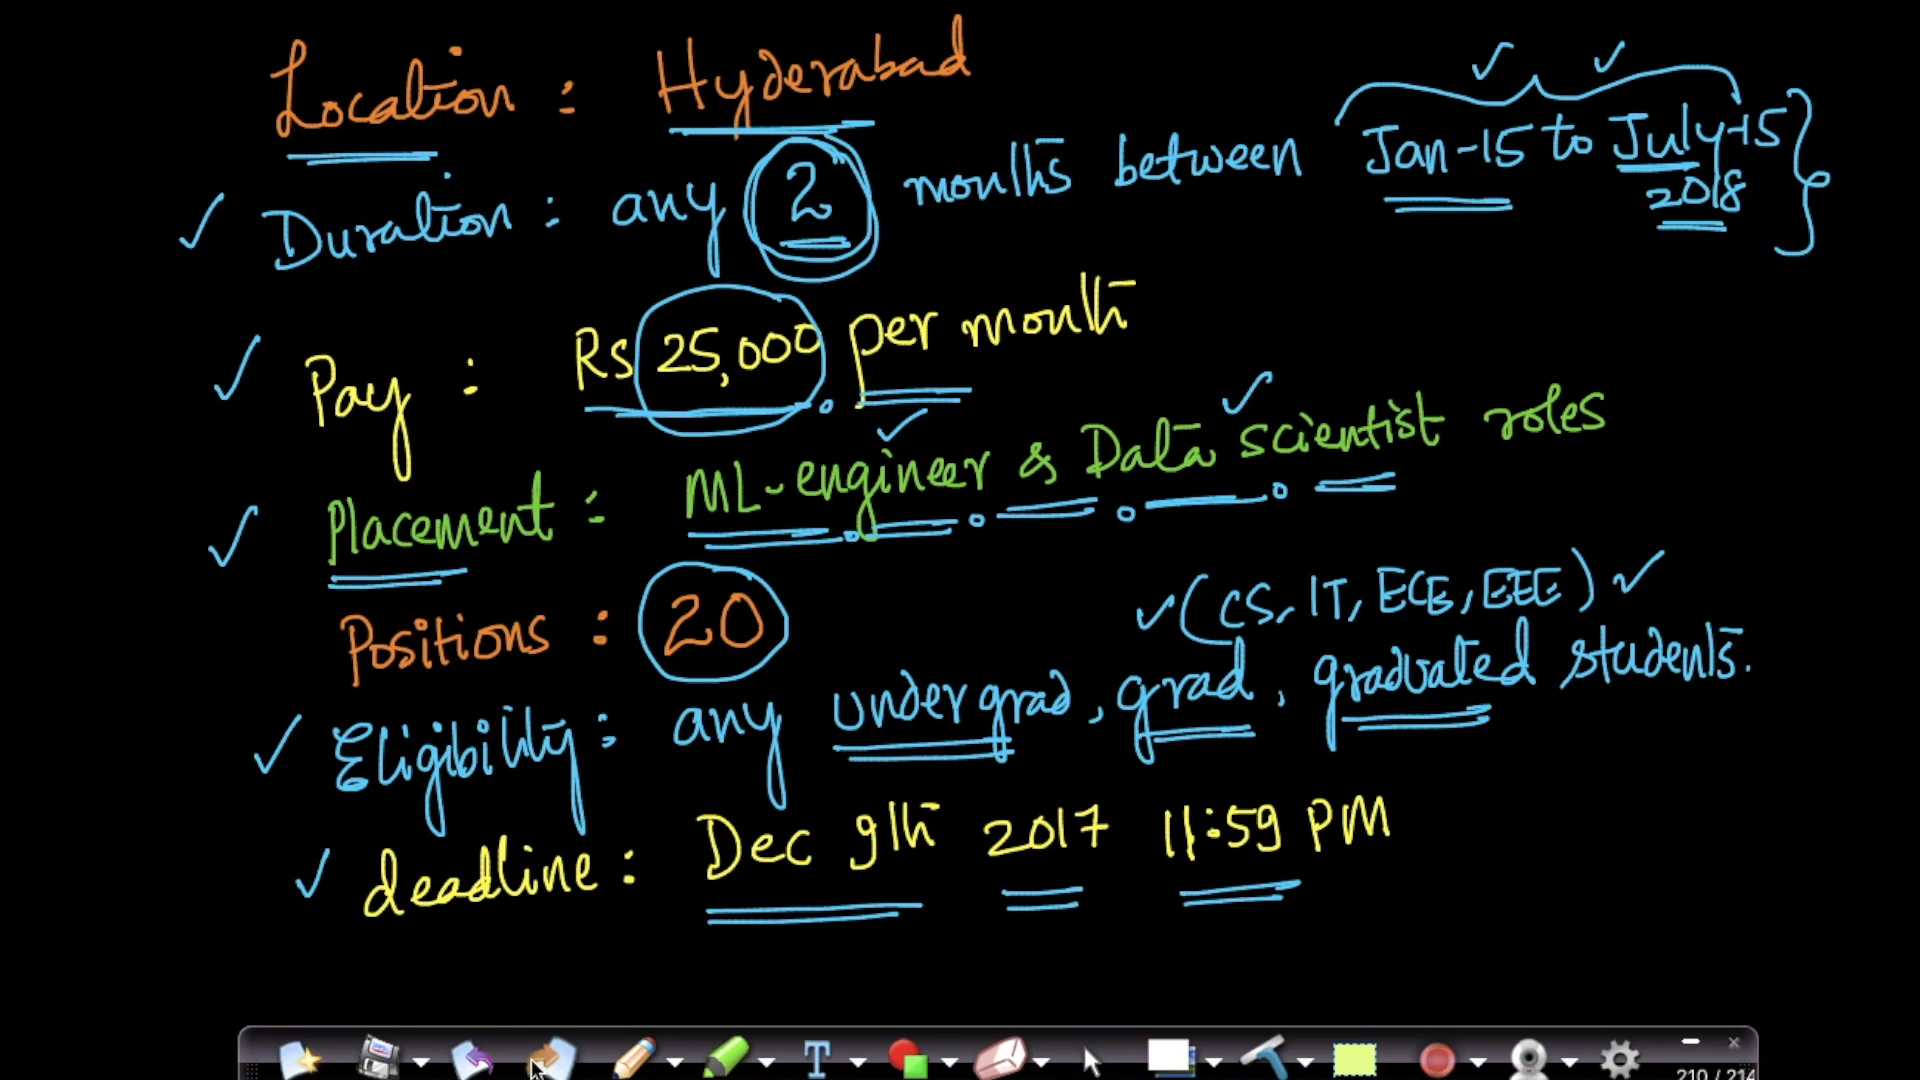 Location : Hyderabad
Duration : any 2 months between Jan-15 to July-15
2018
Pay : Rs 25,000 per month
Placement : ML-engineer & Data scientist roles
Positions : 20
(CS, IT, ECE, EEE)
Eligibility : any undergrad, grad, graduated students.
deadline : Dec 9th 2017 11:59 PM
T
210 / 214